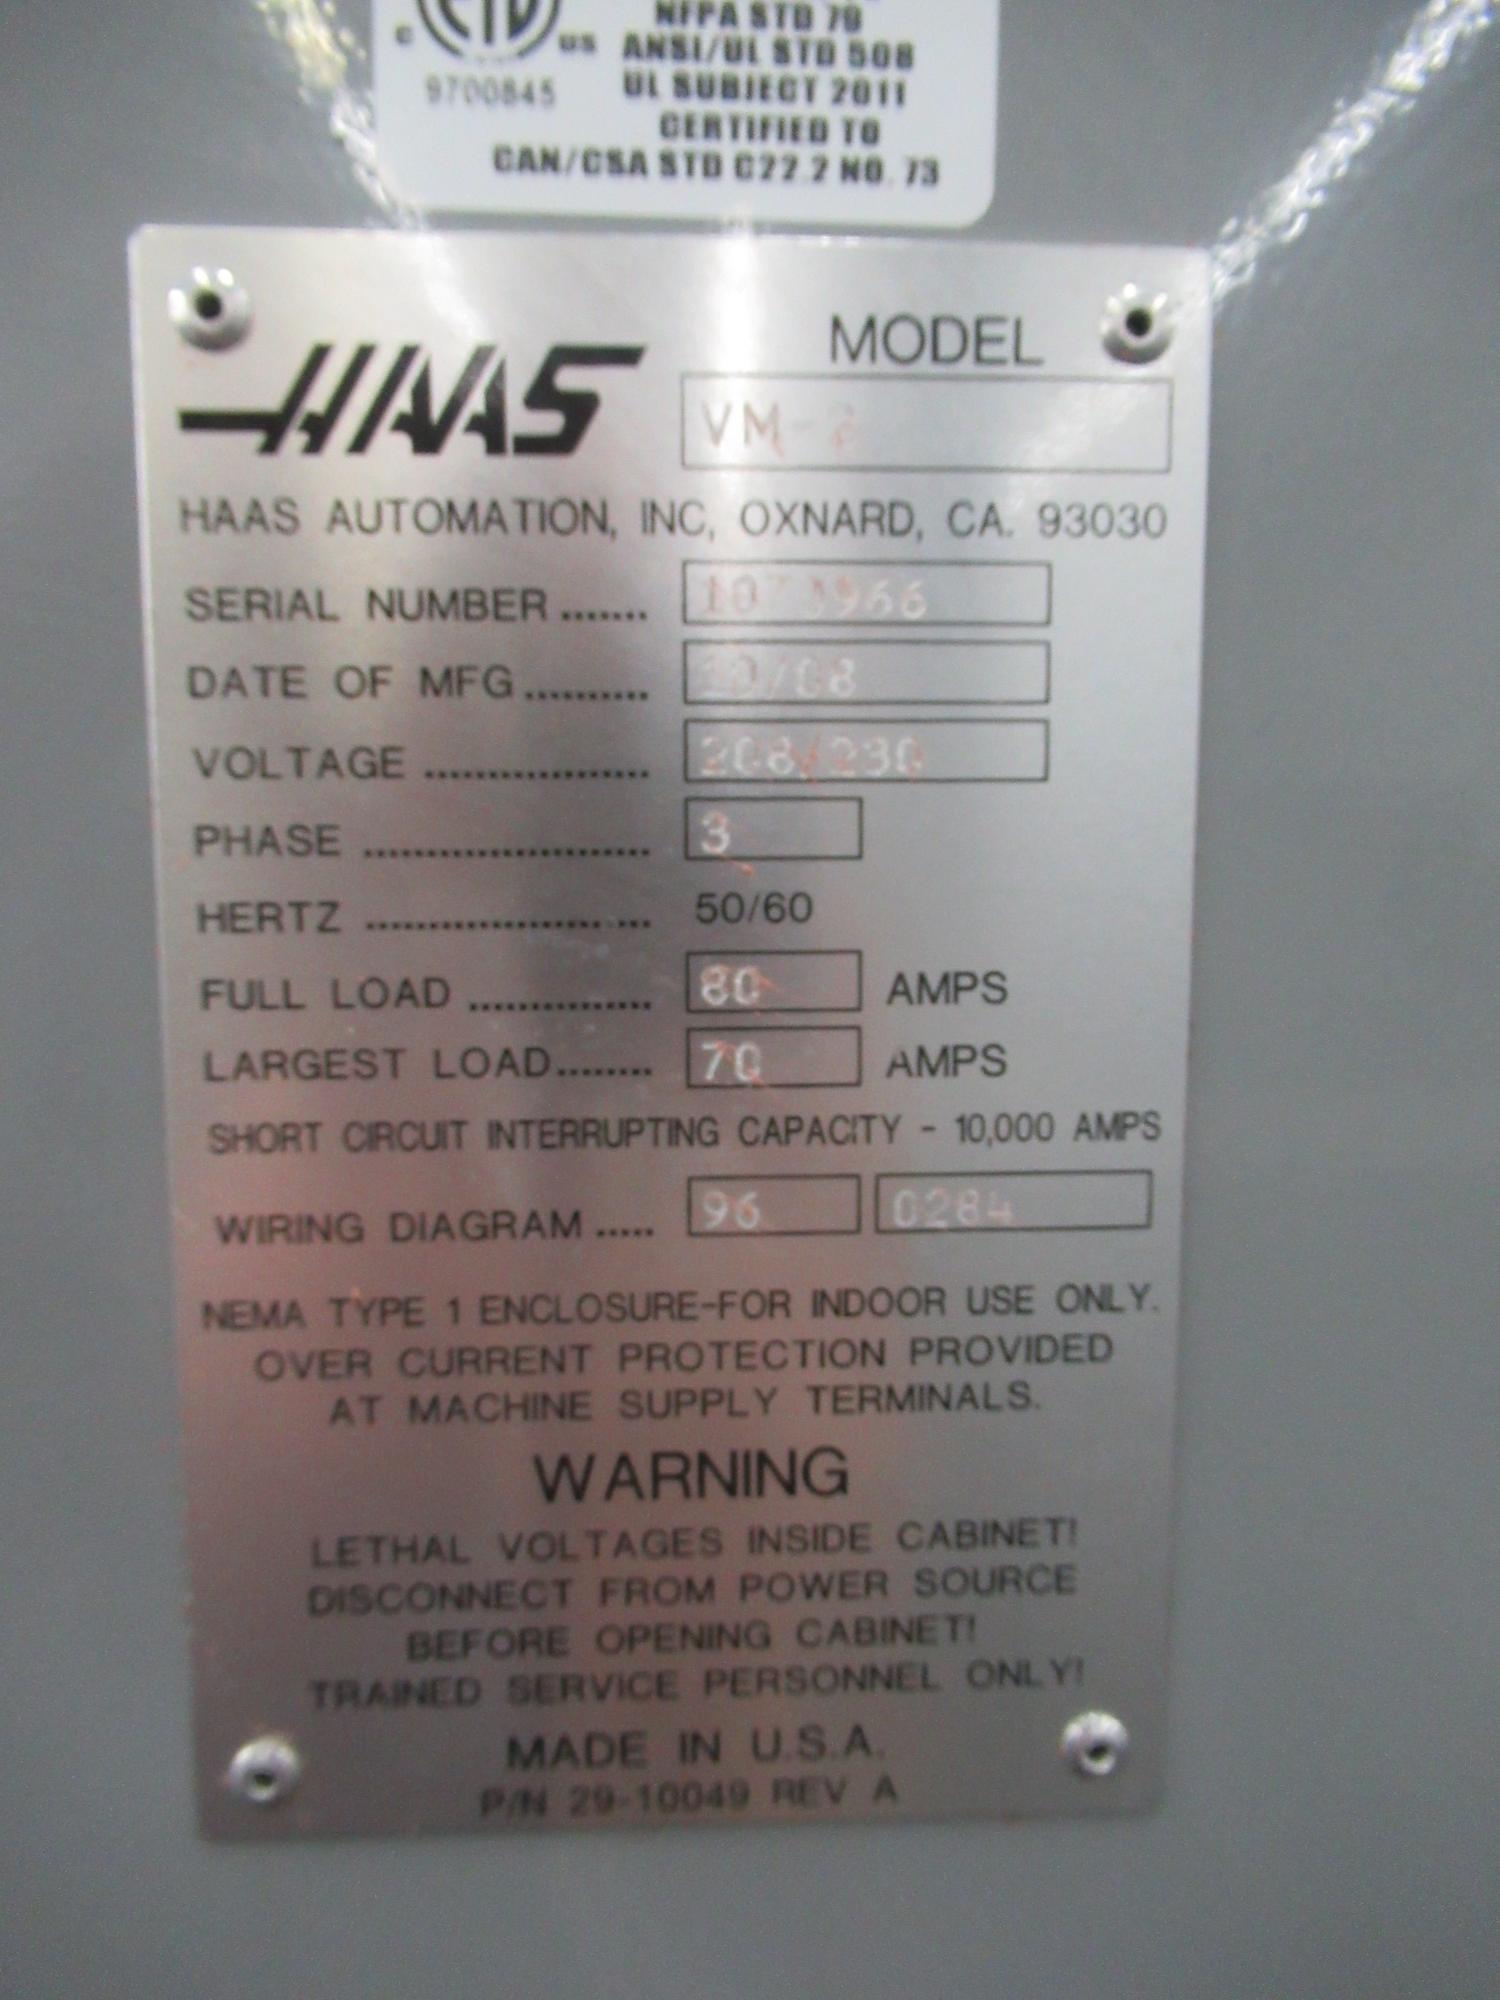 ETL
C US
9700845
NFPA STD 79
ANSI/UL STD 508
UL SUBJECT 2011
CERTIFIED TO
CAN/CSA STD C22.2 NO. 73
HAAS
MODEL
VM-2
HAAS AUTOMATION, INC, OXNARD, CA. 93030
SERIAL NUMBER .......
DATE OF MFG .......... 10/08
VOLTAGE .................. 208/230
PHASE ....................... 3
HERTZ ....................... 50/60
FULL LOAD ............... 80 AMPS
LARGEST LOAD........ 70 AMPS
SHORT CIRCUIT INTERRUPTING CAPACITY - 10,000 AMPS
WIRING DIAGRAM ..... 96 0284
NEMA TYPE 1 ENCLOSURE-FOR INDOOR USE ONLY.
OVER CURRENT PROTECTION PROVIDED
AT MACHINE SUPPLY TERMINALS.
WARNING
LETHAL VOLTAGES INSIDE CABINET!
DISCONNECT FROM POWER SOURCE
BEFORE OPENING CABINET!
TRAINED SERVICE PERSONNEL ONLY!
MADE IN U.S.A.
P/N 29-10049 REV A